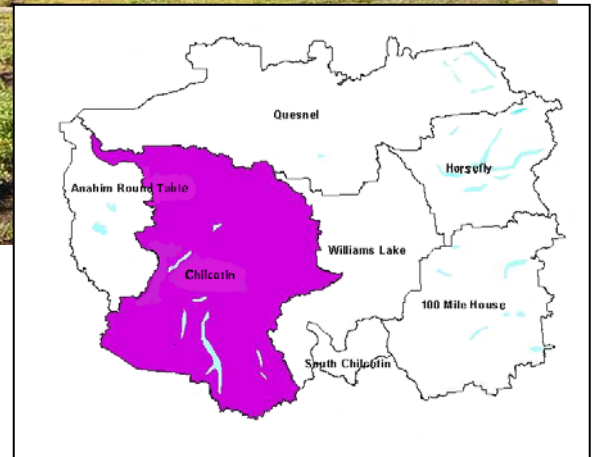 Quesnel
Horsefly
Anahim Round Table
Williams Lake
Chilcotin
100 Mile House
South Chilcotin